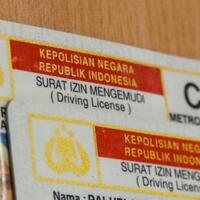 KEPOLISIAN NEGARA
REPUBLIK INDONESIA
SURAT IZIN MENGEMUDI
( Driving License )
C
METRO
KEPOLISIAN NEGARA
REPUBLIK INDONESIA
SURAT IZIN MENGEMUDI
( Driving License )
Nama :